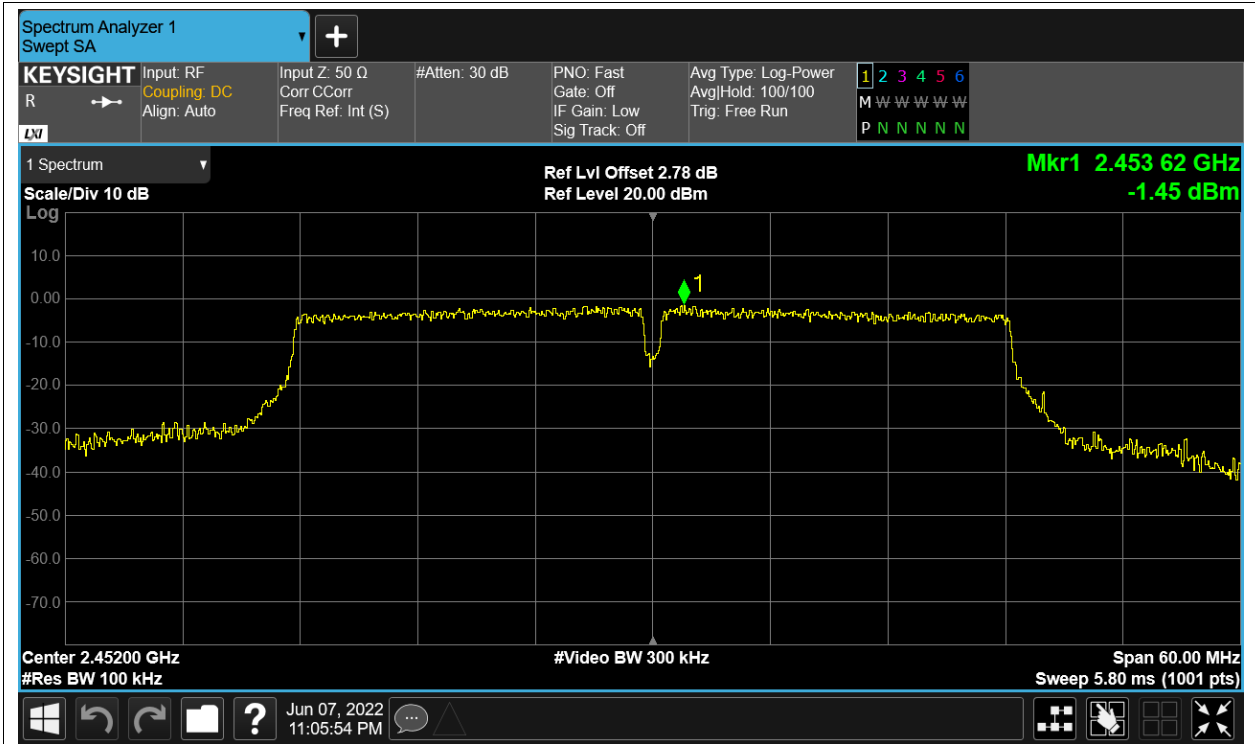 Spectrum Analyzer 1
Swept SA
KEYSIGHT
R
LXI
Input: RF
Coupling: DC
Align: Auto
Input Z: 50 Ω
Corr CCorr
Freq Ref: Int (S)
#Atten: 30 dB
PNO: Fast
Gate: Off
IF Gain: Low
Sig Track: Off
Avg Type: Log-Power
Avg|Hold: 100/100
Trig: Free Run
1 2 3 4 5 6
M W W W W W
P N N N N N
1 Spectrum
Scale/Div 10 dB
Ref Lvl Offset 2.78 dB
Ref Level 20.00 dBm
Mkr1 2.453 62 GHz
-1.45 dBm
Log
10.0
0.00
-10.0
-20.0
-30.0
-40.0
-50.0
-60.0
-70.0
1
Center 2.45200 GHz
#Video BW 300 kHz
Span 60.00 MHz
#Res BW 100 kHz
Sweep 5.80 ms (1001 pts)
?
Jun 07, 2022
11:05:54 PM